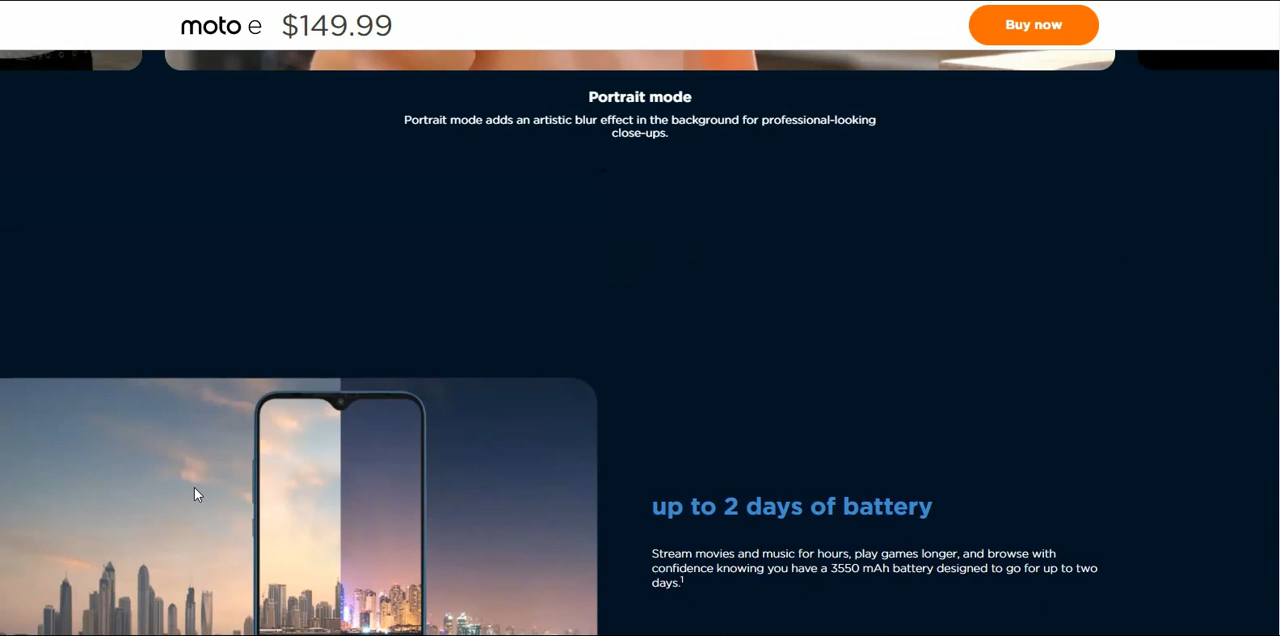 moto e $149.99
Buy now
Portrait mode
Portrait mode adds an artistic blur effect in the background for professional-looking
close-ups.
up to 2 days of battery
Stream movies and music for hours, play games longer, and browse with
confidence knowing you have a 3550 mAh battery designed to go for up to two
days.1